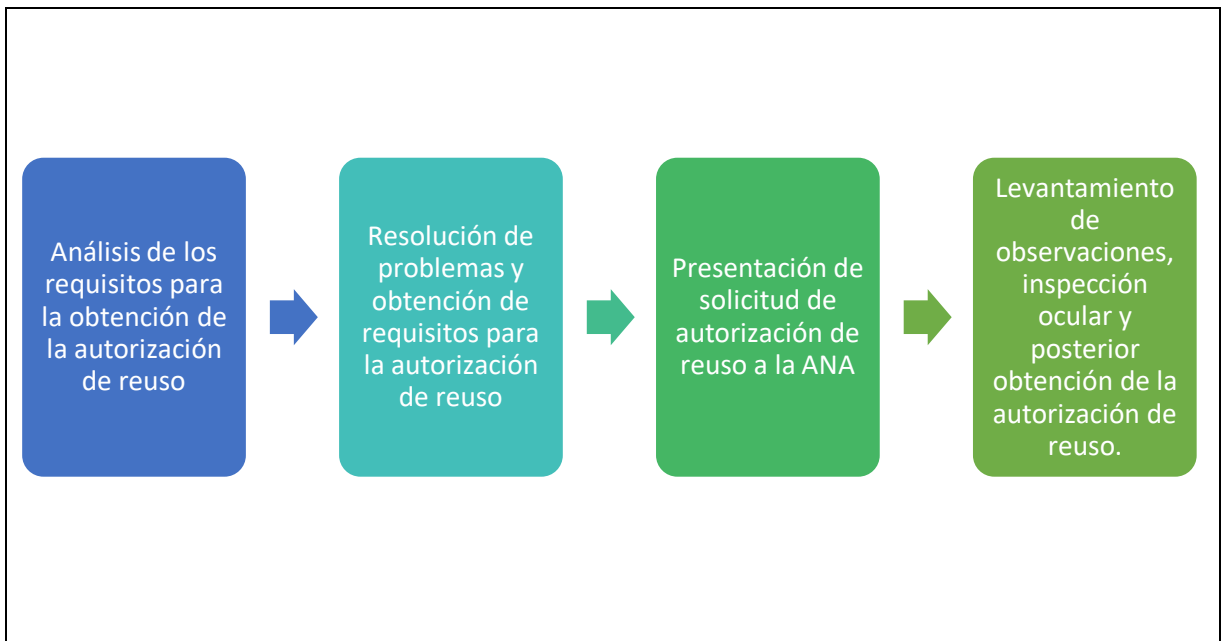 Análisis de los
requisitos para
la obtención de
la autorización
de reuso
Resolución de
problemas y
obtención de
requisitos para
la autorización
de reuso
Presentación de
solicitud de
autorización de
reuso a la ANA
Levantamiento
de
observaciones,
inspección
ocular y
posterior
obtención de la
autorización de
reuso.